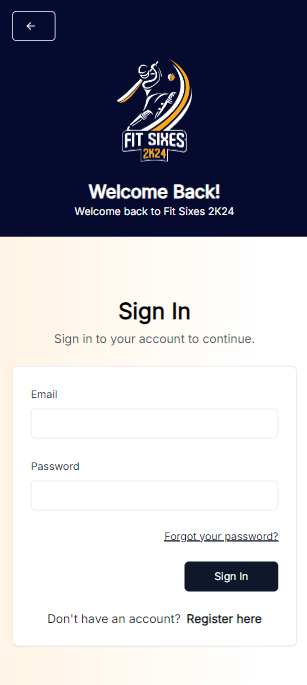 FIT SIXES
2K24
Welcome Back!
Welcome back to Fit Sixes 2K24
Sign In
Sign in to your account to continue.
Email
Password
Forgot your password?
Sign In
Don't have an account? Register here